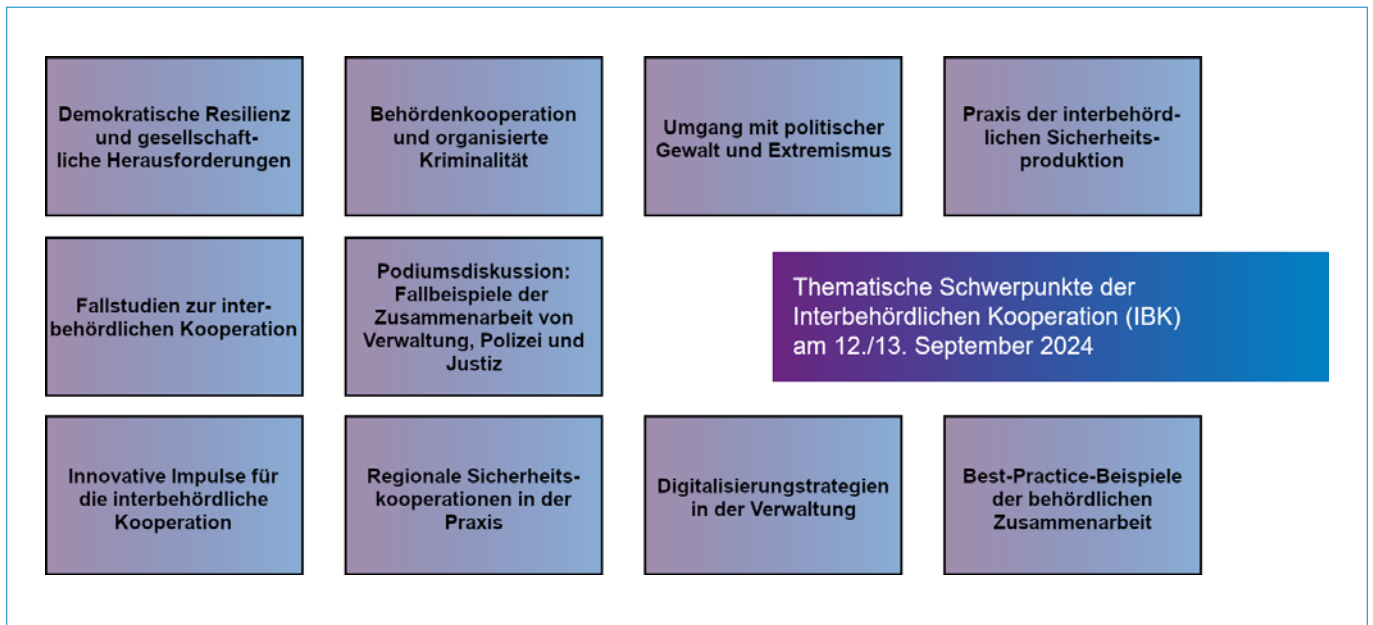 Demokratische Resilienz
und gesellschaft-
liche Herausforderungen
Behördenkooperation
und organisierte
Kriminalität
Umgang mit politischer
Gewalt und Extremismus
Praxis der interbehörd-
lichen Sicherheits-
produktion
Fallstudien zur inter-
behördlichen Kooperation
Podiumsdiskussion:
Fallbeispiele der
Zusammenarbeit von
Verwaltung, Polizei und
Justiz
Thematische Schwerpunkte der
Interbehördlichen Kooperation (IBK)
am 12./13. September 2024
Innovative Impulse für
die interbehördliche
Kooperation
Regionale Sicherheits-
kooperationen in der
Praxis
Digitalisierungstrategien
in der Verwaltung
Best-Practice-Beispiele
der behördlichen
Zusammenarbeit